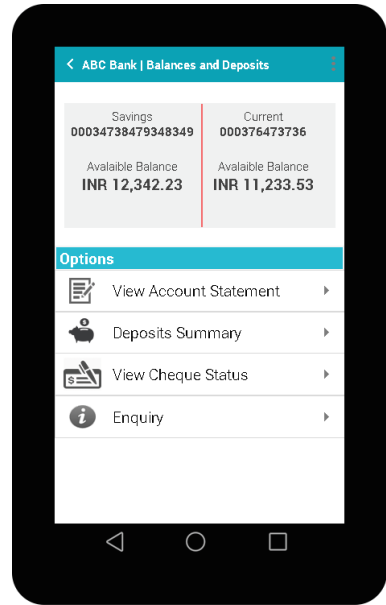 ABC Bank | Balances and Deposits
Savings
00034738479348349
Avalaible Balance
INR 12,342.23
Current
000376473736
Avalaible Balance
INR 11,233.53
Options
View Account Statement
Deposits Summary
View Cheque Status
Enquiry